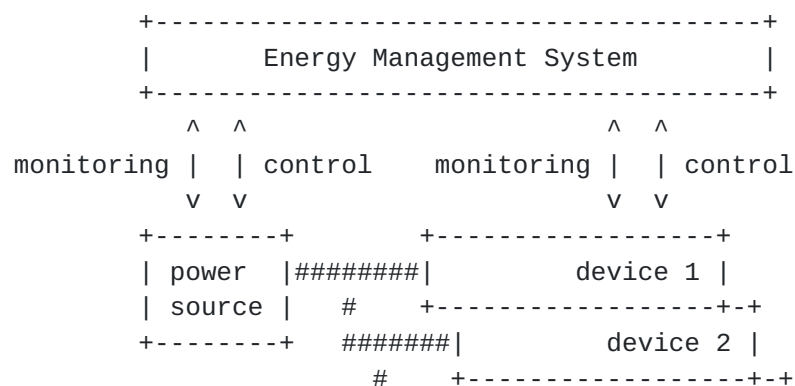 +---------------------------------------+
|       Energy Management System        |
+---------------------------------------+
^  ^                       ^  ^
monitoring |  | control    monitoring |  | control
v  v                       v  v
+--------+        +------------------+
| power  |########|         device 1 |
| source |   #    +------------------+-+
+--------+   #######|         device 2 |
#    +------------------+-+